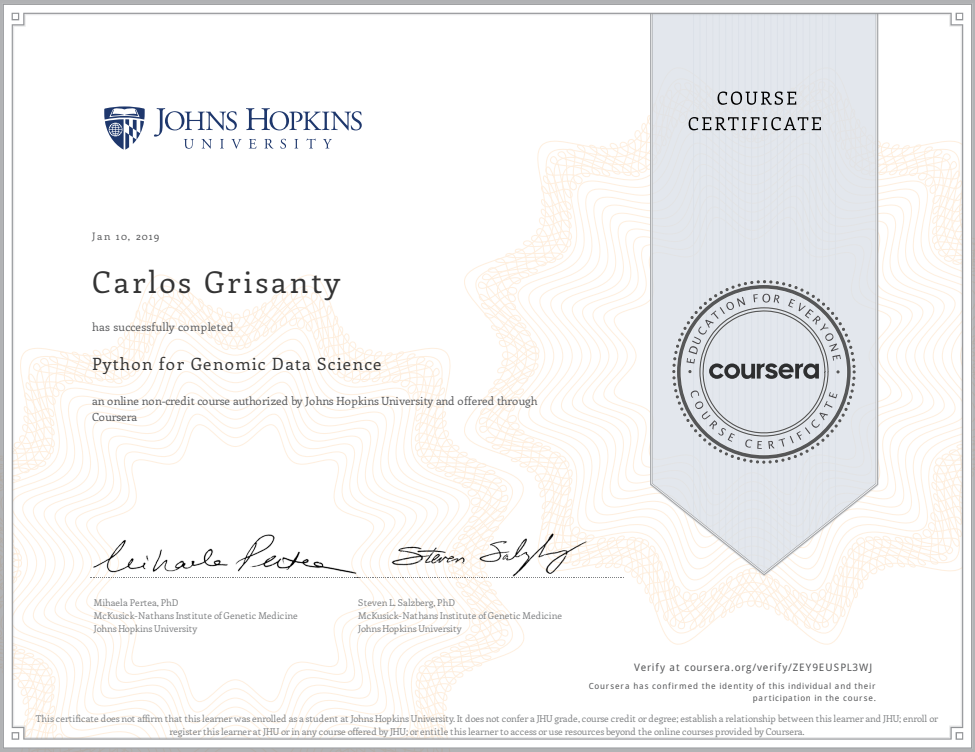 JOHNS HOPKINS
UNIVERSITY
COURSE
CERTIFICATE
Jan 10, 2019
Carlos Grisanty
has successfully completed
Python for Genomic Data Science
an online non-credit course authorized by Johns Hopkins University and offered through
Coursera
EDUCATION FOR EVERYONE
coursera
COURSE CERTIFICATE
Mihaela Pertea
Steven Salzberg
Mihaela Pertea, PhD
McKusick-Nathans Institute of Genetic Medicine
Johns Hopkins University
Steven L. Salzberg, PhD
McKusick-Nathans Institute of Genetic Medicine
Johns Hopkins University
Verify at coursera.org/verify/ZEY9EUSPL3WJ
Coursera has confirmed the identity of this individual and their
participation in the course.
This certificate does not affirm that this learner was enrolled as a student at Johns Hopkins University. It does not confer a JHU grade, course credit or degree; establish a relationship between this learner and JHU; enroll or
register this learner at JHU or in any course offered by JHU; or entitle this learner to access or use resources beyond the online courses provided by Coursera.